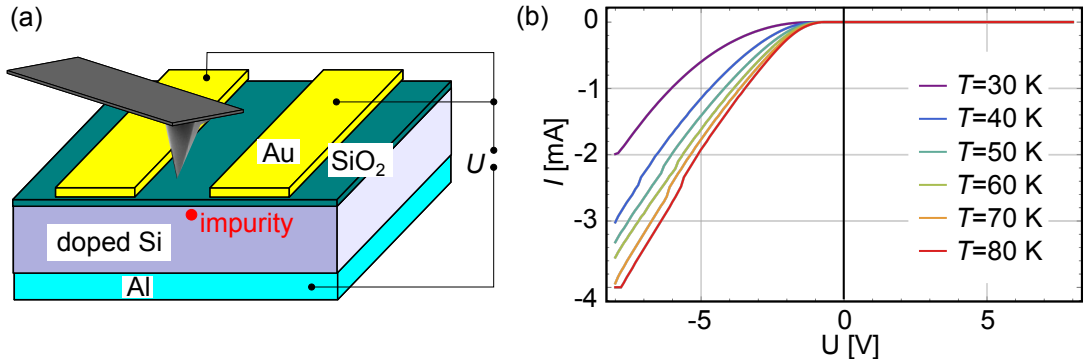 (a)
Au
SiO₂
U
impurity
doped Si
Al
(b)
0
-1
-2
-3
-4
I [mA]
T=30 K
T=40 K
T=50 K
T=60 K
T=70 K
T=80 K
-5
0
5
U [V]